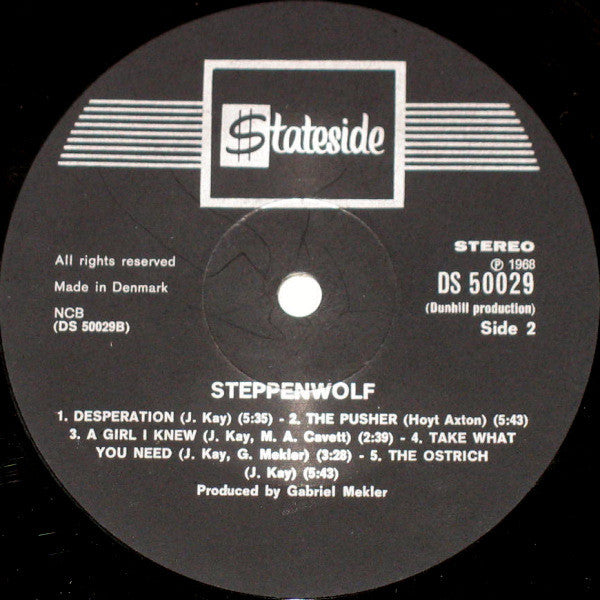 $tateside
STEREO
All rights reserved
℗ 1968
Made in Denmark
DS 50029
NCB
(Dunhill production)
(DS 50029B)
Side 2
STEPPENWOLF
1. DESPERATION (J. Kay) (5:35) - 2. THE PUSHER (Hoyt Axton) (5:43)
3. A GIRL I KNEW (J. Kay, M. A. Cavett) (2:39) - 4. TAKE WHAT
YOU NEED (J. Kay, G. Mekler) (3:28) - 5. THE OSTRICH
(J. Kay) (5:43)
Produced by Gabriel Mekler